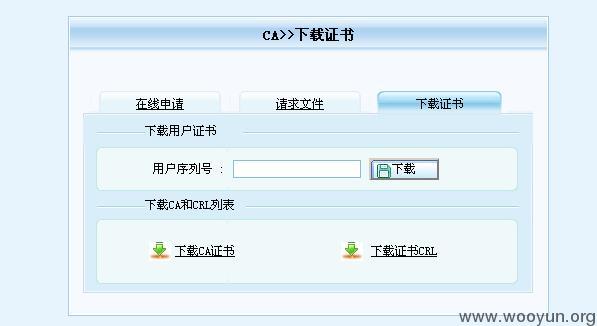 CA>>下载证书
在线申请 请求文件 下载证书
下载用户证书
用户序列号 : 下载
下载CA和CRL列表
下载CA证书 下载证书CRL
www.wooyun.org